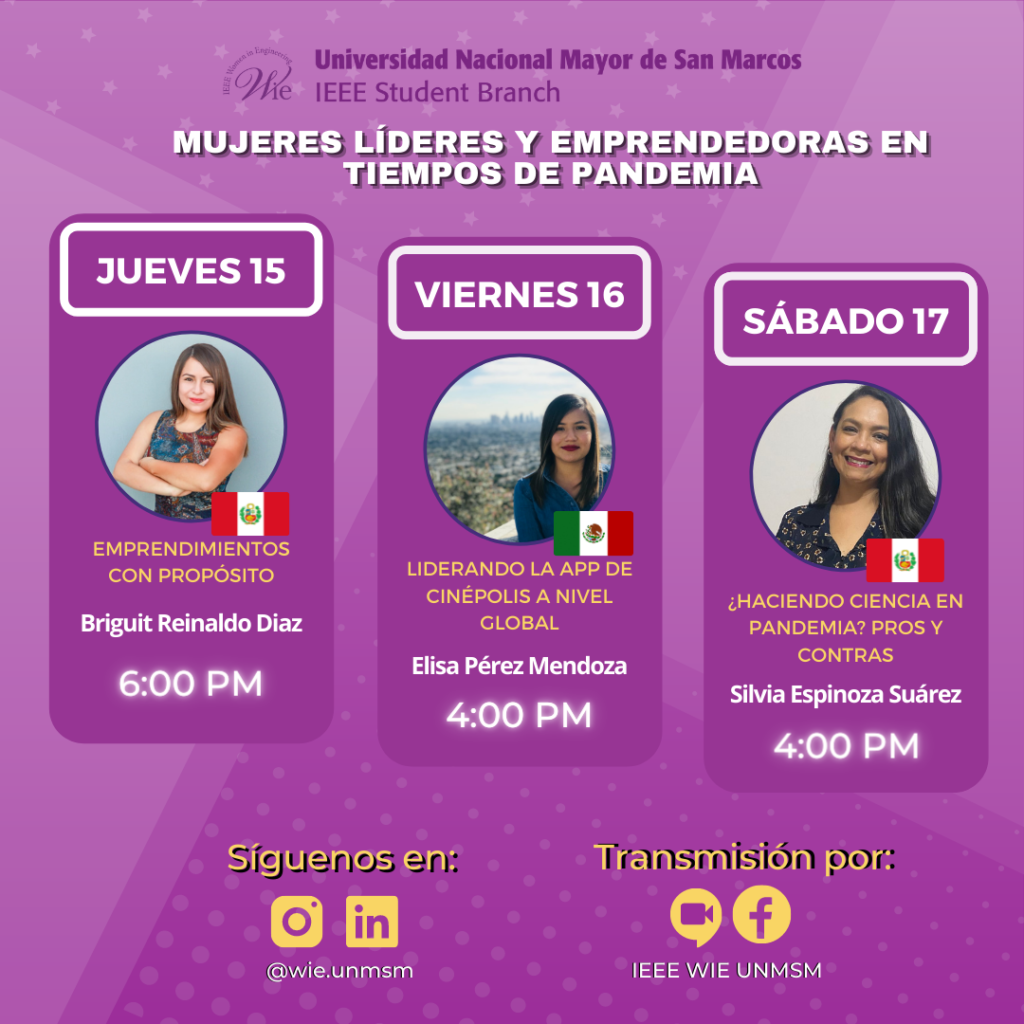 IEEE Women in Engineering
Wie
Universidad Nacional Mayor de San Marcos
IEEE Student Branch
MUJERES LÍDERES Y EMPRENDEDORAS EN
TIEMPOS DE PANDEMIA
JUEVES 15
EMPRENDIMIENTOS
CON PROPÓSITO
Briguit Reinaldo Diaz
6:00 PM
VIERNES 16
LIDERANDO LA APP DE
CINÉPOLIS A NIVEL
GLOBAL
Elisa Pérez Mendoza
4:00 PM
SÁBADO 17
¿HACIENDO CIENCIA EN
PANDEMIA? PROS Y
CONTRAS
Silvia Espinoza Suárez
4:00 PM
Síguenos en:
in
@wie.unmsm
Transmisión por:
f
IEEE WIE UNMSM